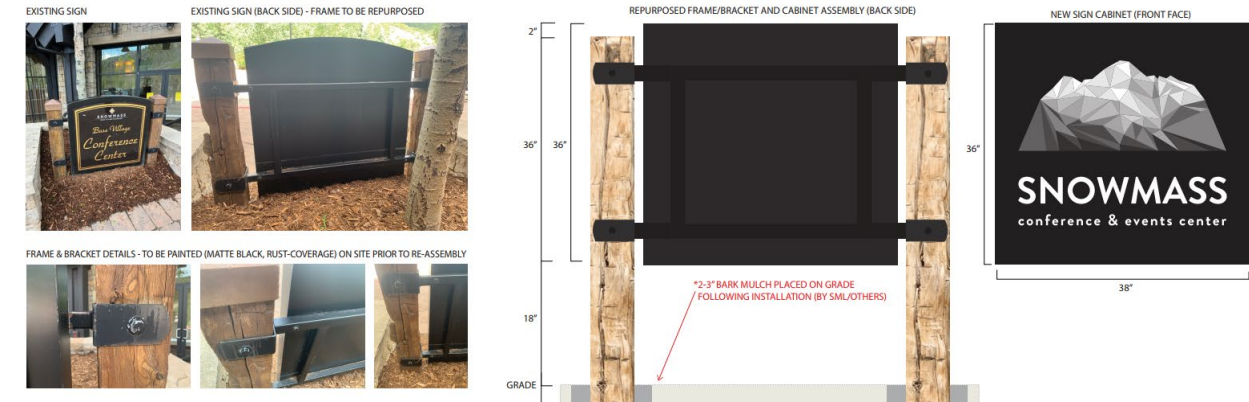 EXISTING SIGN
EXISTING SIGN (BACK SIDE) - FRAME TO BE REPURPOSED
SNOWMASS
Base Village
Conference
Center
FRAME & BRACKET DETAILS - TO BE PAINTED (MATTE BLACK, RUST-COVERAGE) ON SITE PRIOR TO RE-ASSEMBLY
REPURPOSED FRAME/BRACKET AND CABINET ASSEMBLY (BACK SIDE)
2"
36"
36"
18"
GRADE
*2-3" BARK MULCH PLACED ON GRADE
FOLLOWING INSTALLATION (BY SML/OTHERS)
NEW SIGN CABINET (FRONT FACE)
36"
SNOWMASS
conference & events center
38"